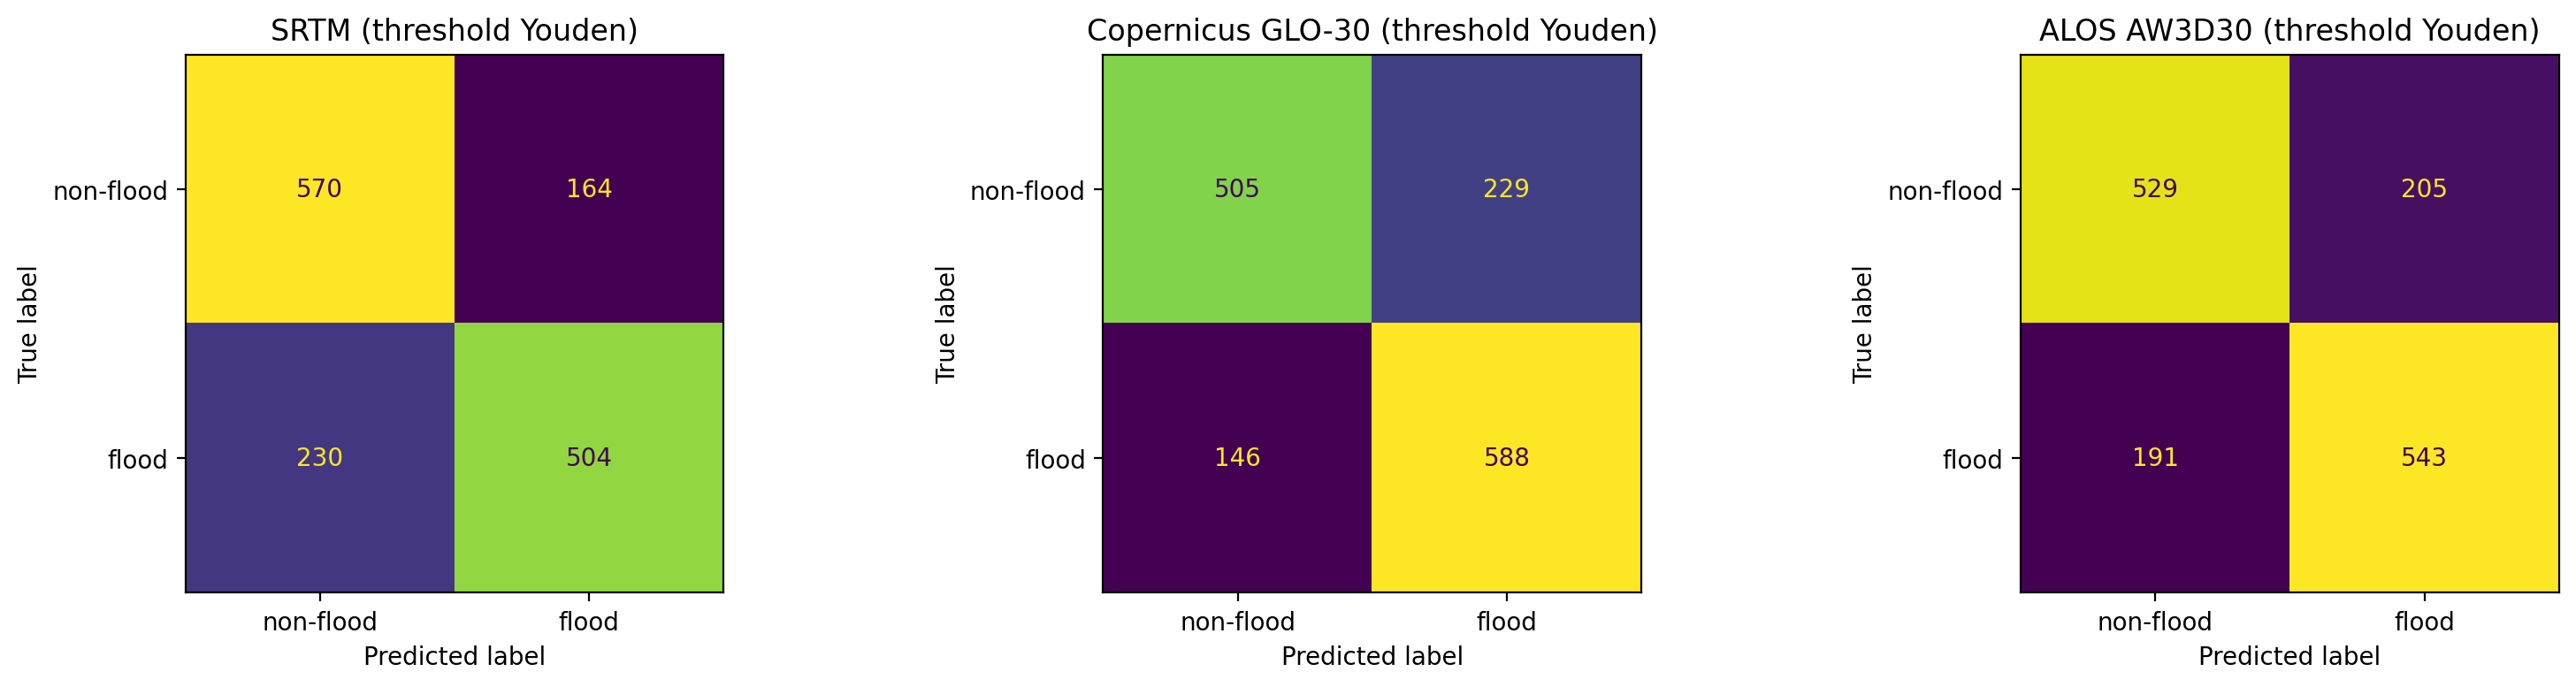 SRTM (threshold Youden)
non-flood
570
164
True label
flood
230
504
non-flood
flood
Predicted label
Copernicus GLO-30 (threshold Youden)
non-flood
505
229
True label
flood
146
588
non-flood
flood
Predicted label
ALOS AW3D30 (threshold Youden)
non-flood
529
205
True label
flood
191
543
non-flood
flood
Predicted label